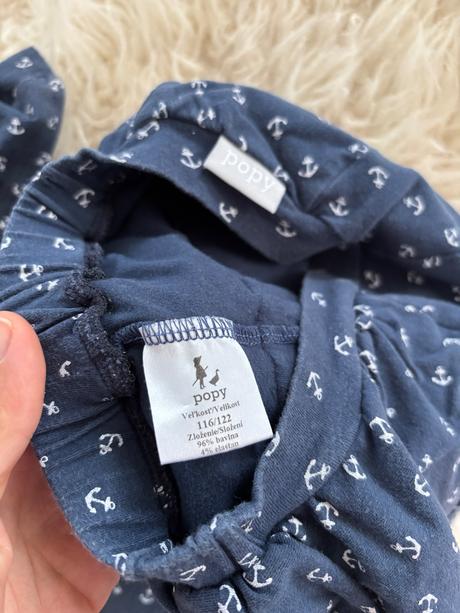 popy
popy
Veľkosť/Velikost
116/122
Zloženie/Složení
96% bavlna
4% elastan